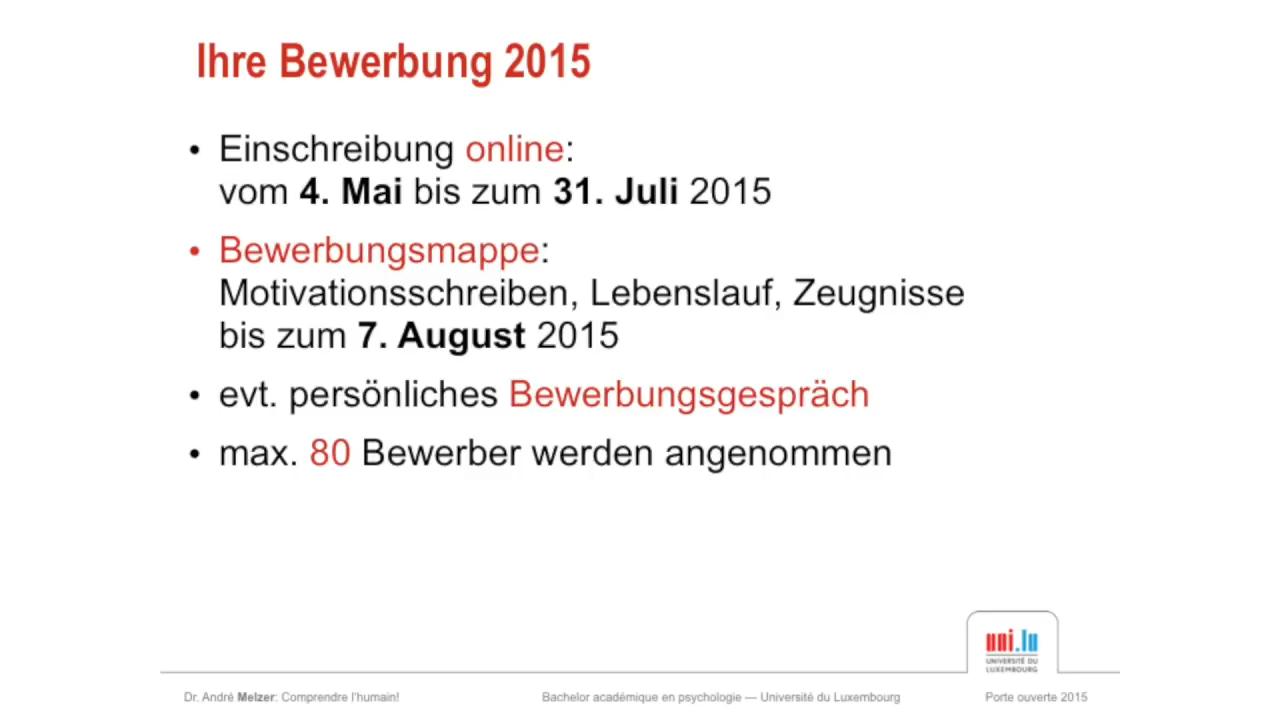 Ihre Bewerbung 2015
• Einschreibung online:
vom 4. Mai bis zum 31. Juli 2015
• Bewerbungsmappe:
Motivationsschreiben, Lebenslauf, Zeugnisse
bis zum 7. August 2015
• evt. persönliches Bewerbungsgespräch
• max. 80 Bewerber werden angenommen
uni.lu
UNIVERSITÉ DU
LUXEMBOURG
Dr. André Melzer: Comprendre l'humain!
Bachelor académique en psychologie — Université du Luxembourg
Porte ouverte 2015